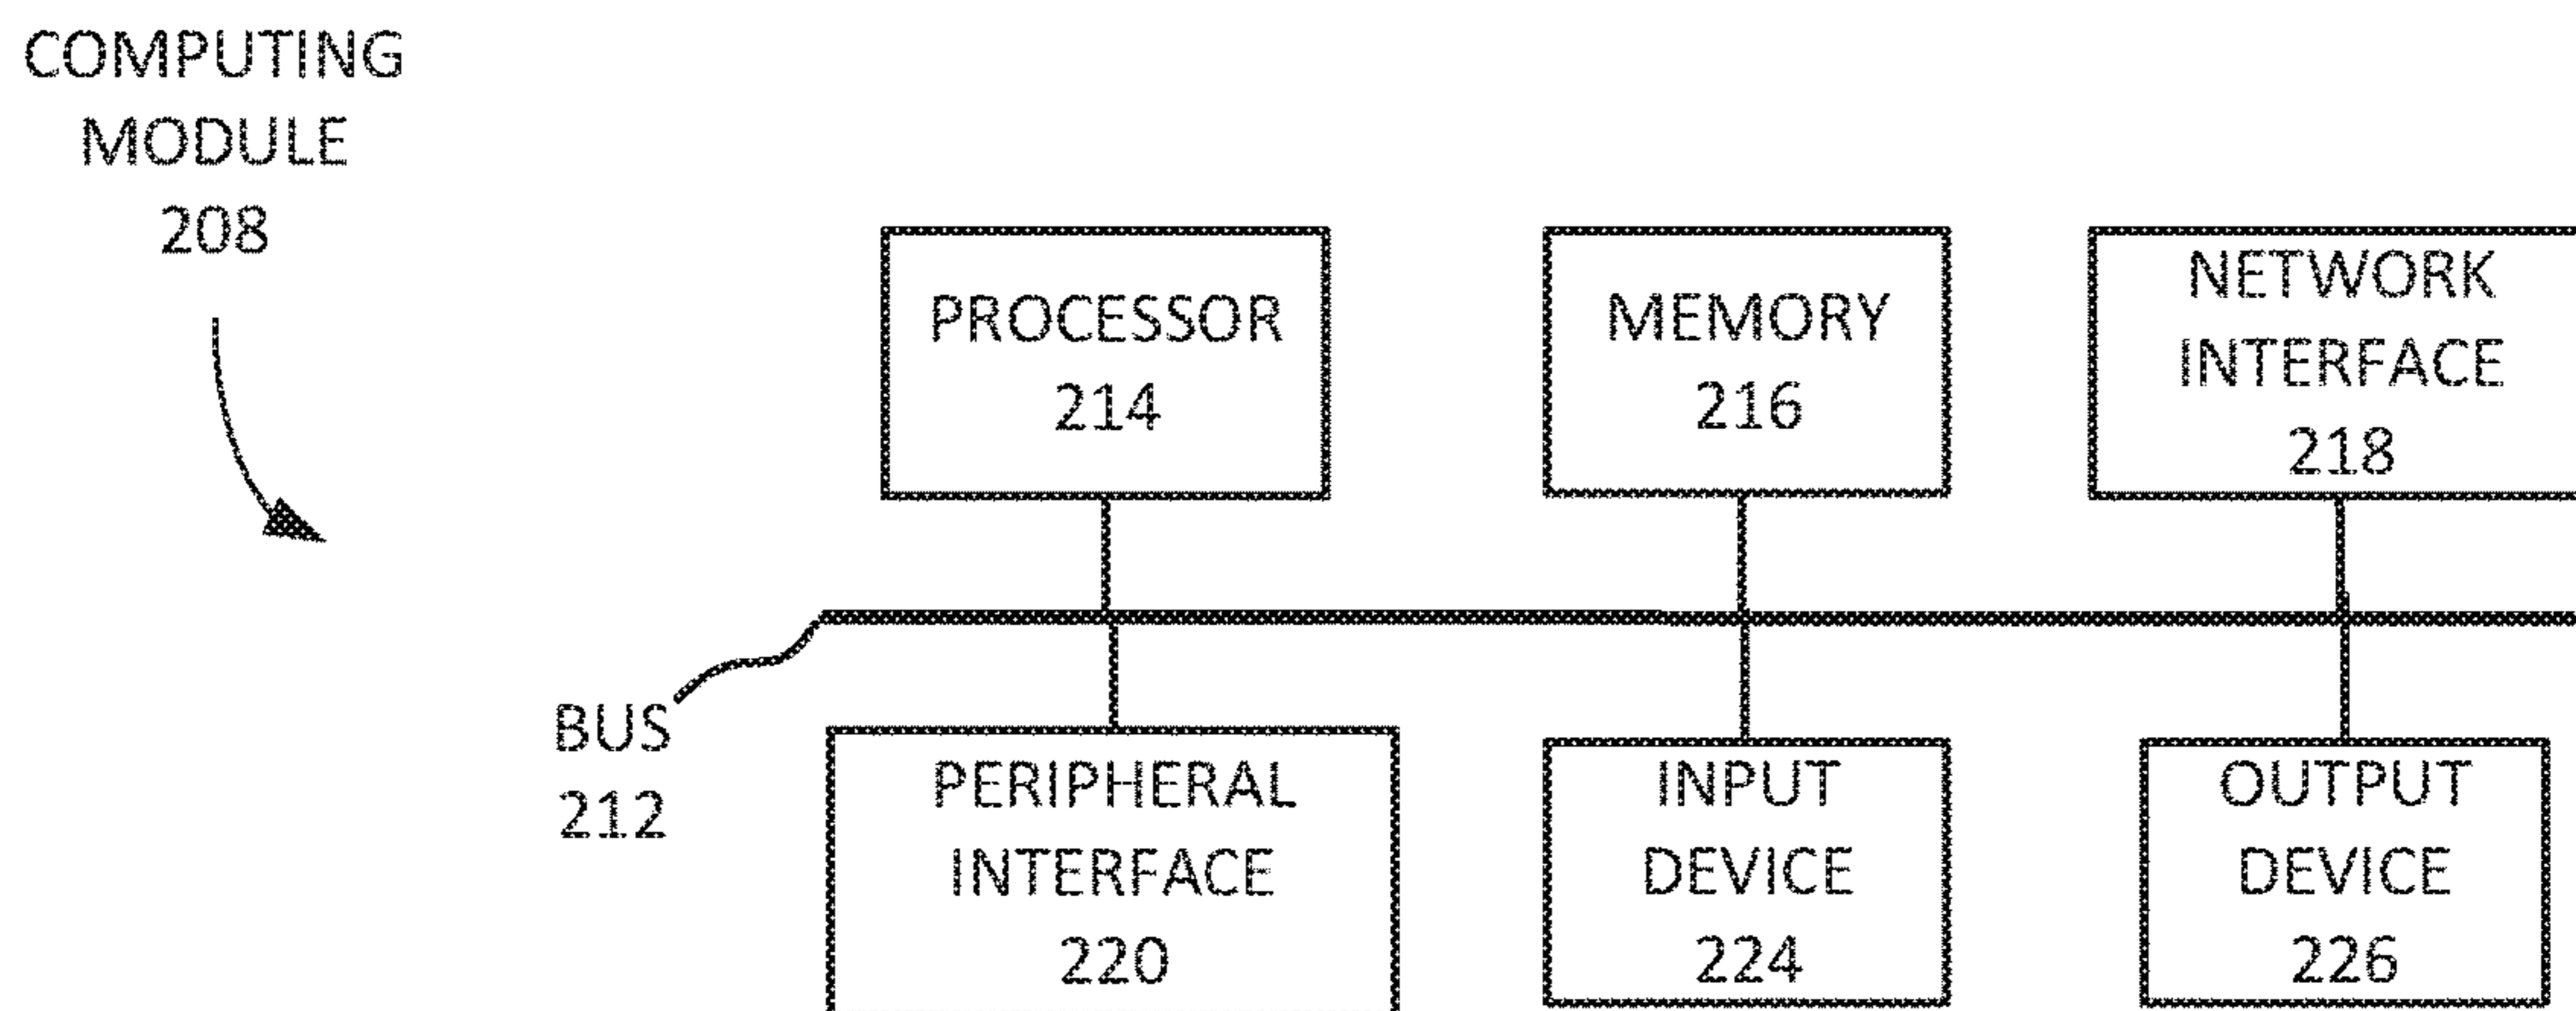 COMPUTING
MODULE
208
PROCESSOR
214
MEMORY
216
NETWORK
INTERFACE
218
BUS
212
PERIPHERAL
INTERFACE
220
INPUT
DEVICE
224
OUTPUT
DEVICE
226